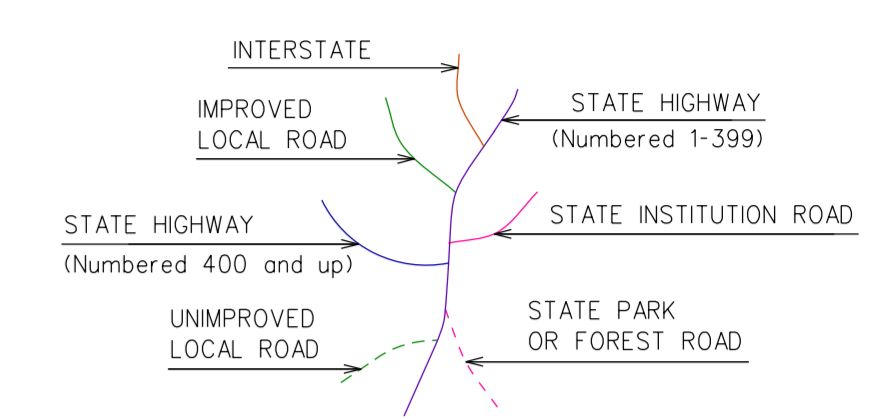 INTERSTATE
STATE HIGHWAY
(Numbered 1-399)
IMPROVED
LOCAL ROAD
STATE INSTITUTION ROAD
STATE HIGHWAY
(Numbered 400 and up)
STATE PARK
OR FOREST ROAD
UNIMPROVED
LOCAL ROAD